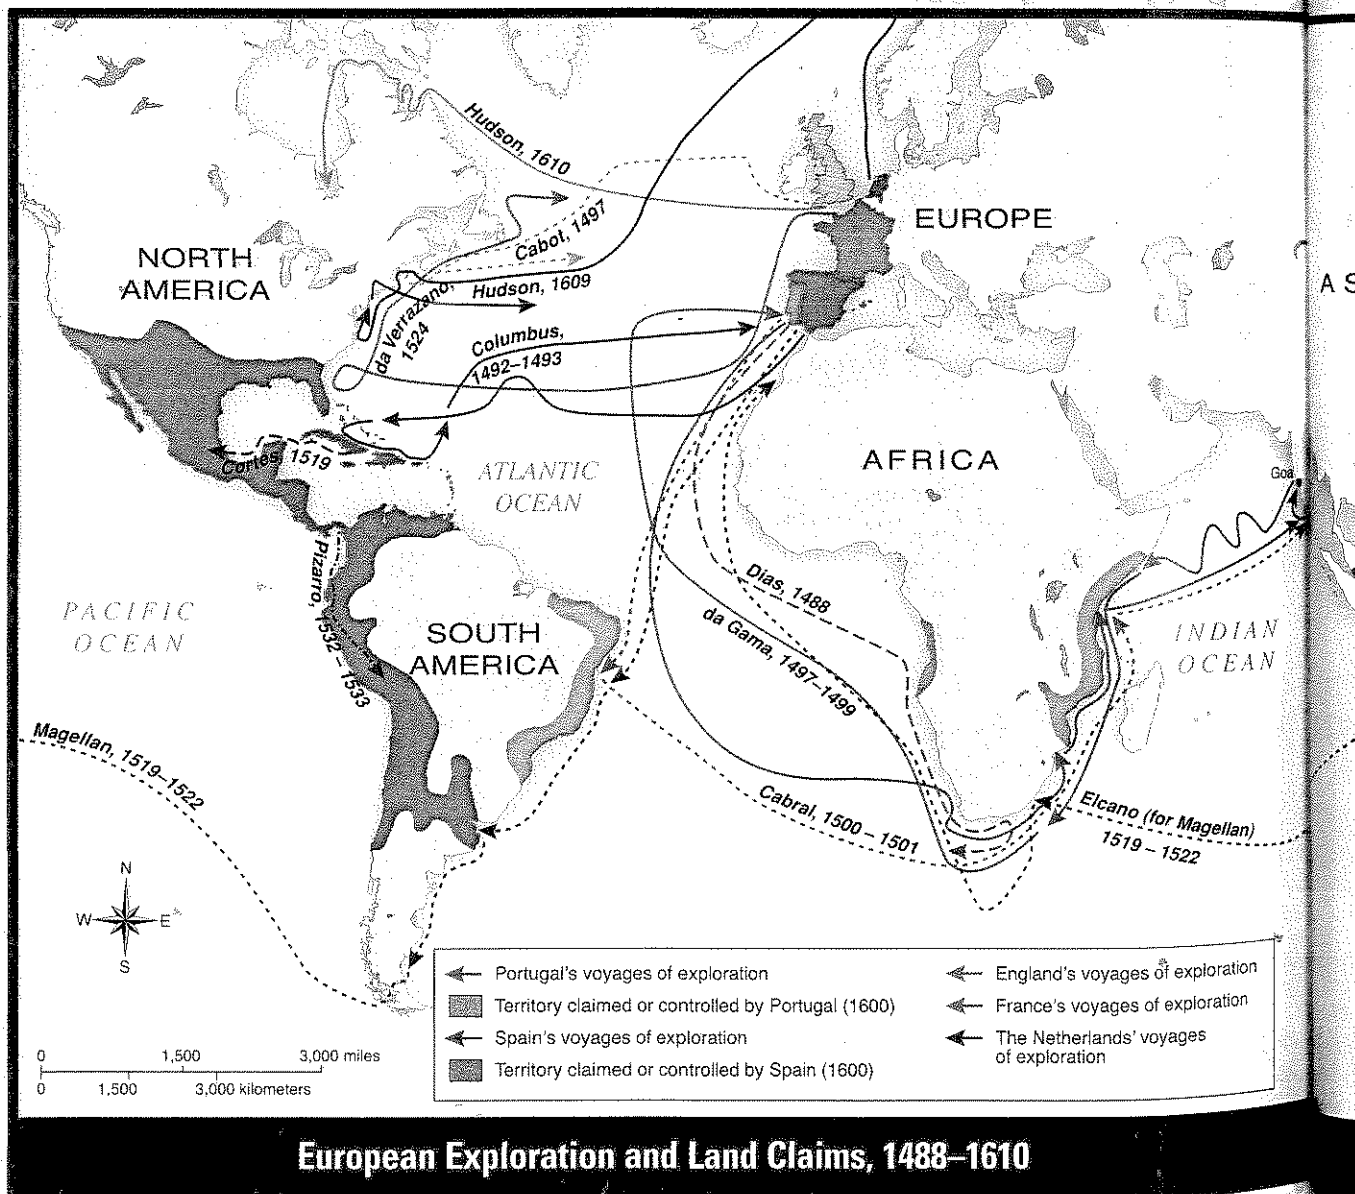 Hudson, 1610
EUROPE
NORTH
AMERICA
Cabot, 1497
Hudson, 1609
da Verrazano,
1524
Columbus,
1492–1493
A S
AFRICA
Cortes, 1519
ATLANTIC
OCEAN
Goa
Pizarro,
1532–1533
PACIFIC
OCEAN
SOUTH
AMERICA
Dias, 1488
da Gama, 1497–1499
INDIAN
OCEAN
Magellan, 1519–1522
Cabral, 1500–1501
Elcano (for Magellan)
1519–1522
N
W E
S
Portugal's voyages of exploration
Territory claimed or controlled by Portugal (1600)
Spain's voyages of exploration
Territory claimed or controlled by Spain (1600)
England's voyages of exploration
France's voyages of exploration
The Netherlands' voyages
of exploration
0 1,500 3,000 miles
0 1,500 3,000 kilometers
European Exploration and Land Claims, 1488–1610